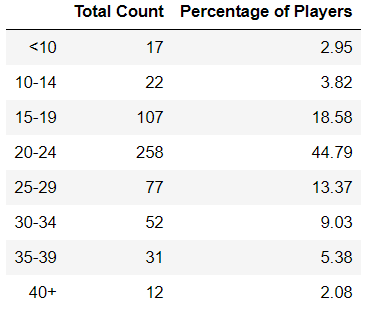 Total Count Percentage of Players
<10 17 2.95
10-14 22 3.82
15-19 107 18.58
20-24 258 44.79
25-29 77 13.37
30-34 52 9.03
35-39 31 5.38
40+ 12 2.08